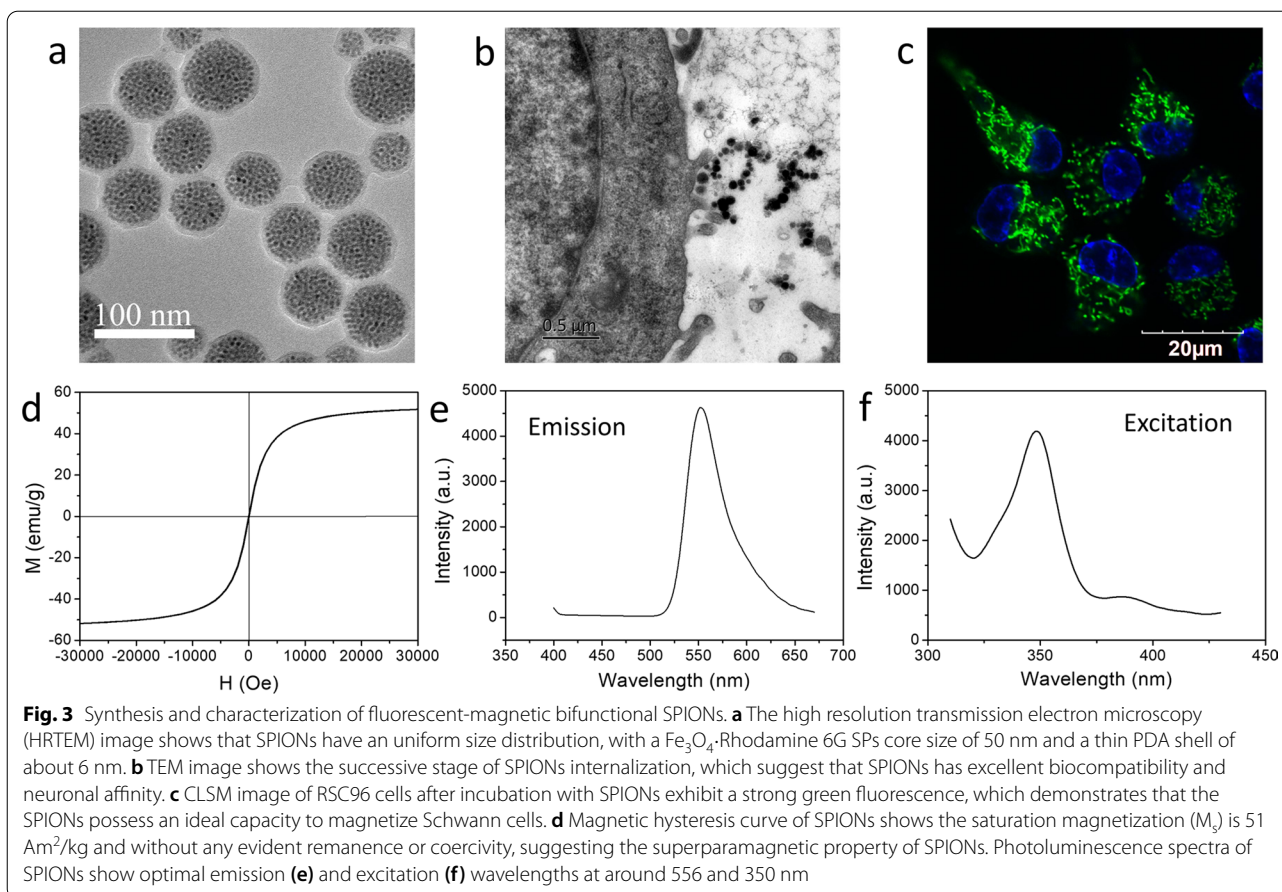 a
b
c
100 nm
0.5 µm
20µm
d
60
40
20
0
-20
-40
-60
M (emu/g)
-30000 -20000 -10000 0 10000 20000 30000
H (Oe)
e
Emission
5000
4500
4000
3500
3000
2500
2000
1500
1000
500
0
Intensity (a.u.)
350 400 450 500 550 600 650 700
Wavelength (nm)
f
Excitation
5000
4000
3000
2000
1000
0
Intensity (a.u.)
310 350 400 450
Wavelength (nm)
Fig. 3 Synthesis and characterization of fluorescent-magnetic bifunctional SPIONs. a The high resolution transmission electron microscopy
(HRTEM) image shows that SPIONs have an uniform size distribution, with a Fe₃O₄·Rhodamine 6G SPs core size of 50 nm and a thin PDA shell of
about 6 nm. b TEM image shows the successive stage of SPIONs internalization, which suggest that SPIONs has excellent biocompatibility and
neuronal affinity. c CLSM image of RSC96 cells after incubation with SPIONs exhibit a strong green fluorescence, which demonstrates that the
SPIONs possess an ideal capacity to magnetize Schwann cells. d Magnetic hysteresis curve of SPIONs shows the saturation magnetization (Mₛ) is 51
Am²/kg and without any evident remanence or coercivity, suggesting the superparamagnetic property of SPIONs. Photoluminescence spectra of
SPIONs show optimal emission (e) and excitation (f) wavelengths at around 556 and 350 nm